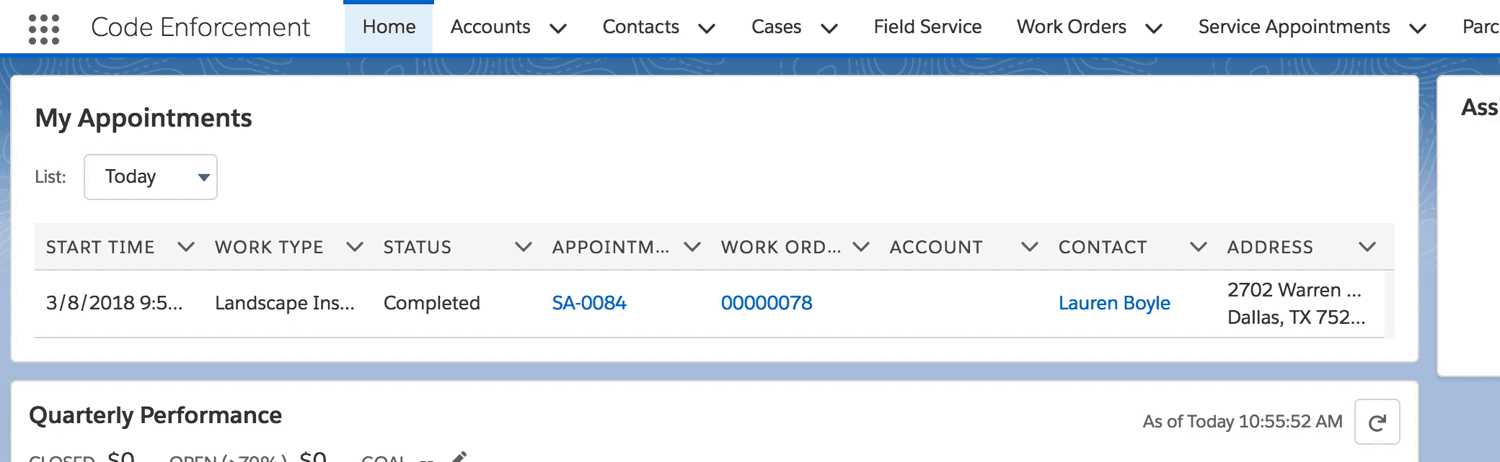 Code Enforcement Home Accounts Contacts Cases Field Service Work Orders Service Appointments Parc
My Appointments
Ass
List: Today
START TIME WORK TYPE STATUS APPOINTM... WORK ORD... ACCOUNT CONTACT ADDRESS
3/8/2018 9:5... Landscape Ins... Completed SA-0084 00000078 Lauren Boyle 2702 Warren ...
Dallas, TX 752...
Quarterly Performance
As of Today 10:55:52 AM
CLOSED $0 OPEN (>70%) $0 GOAL --